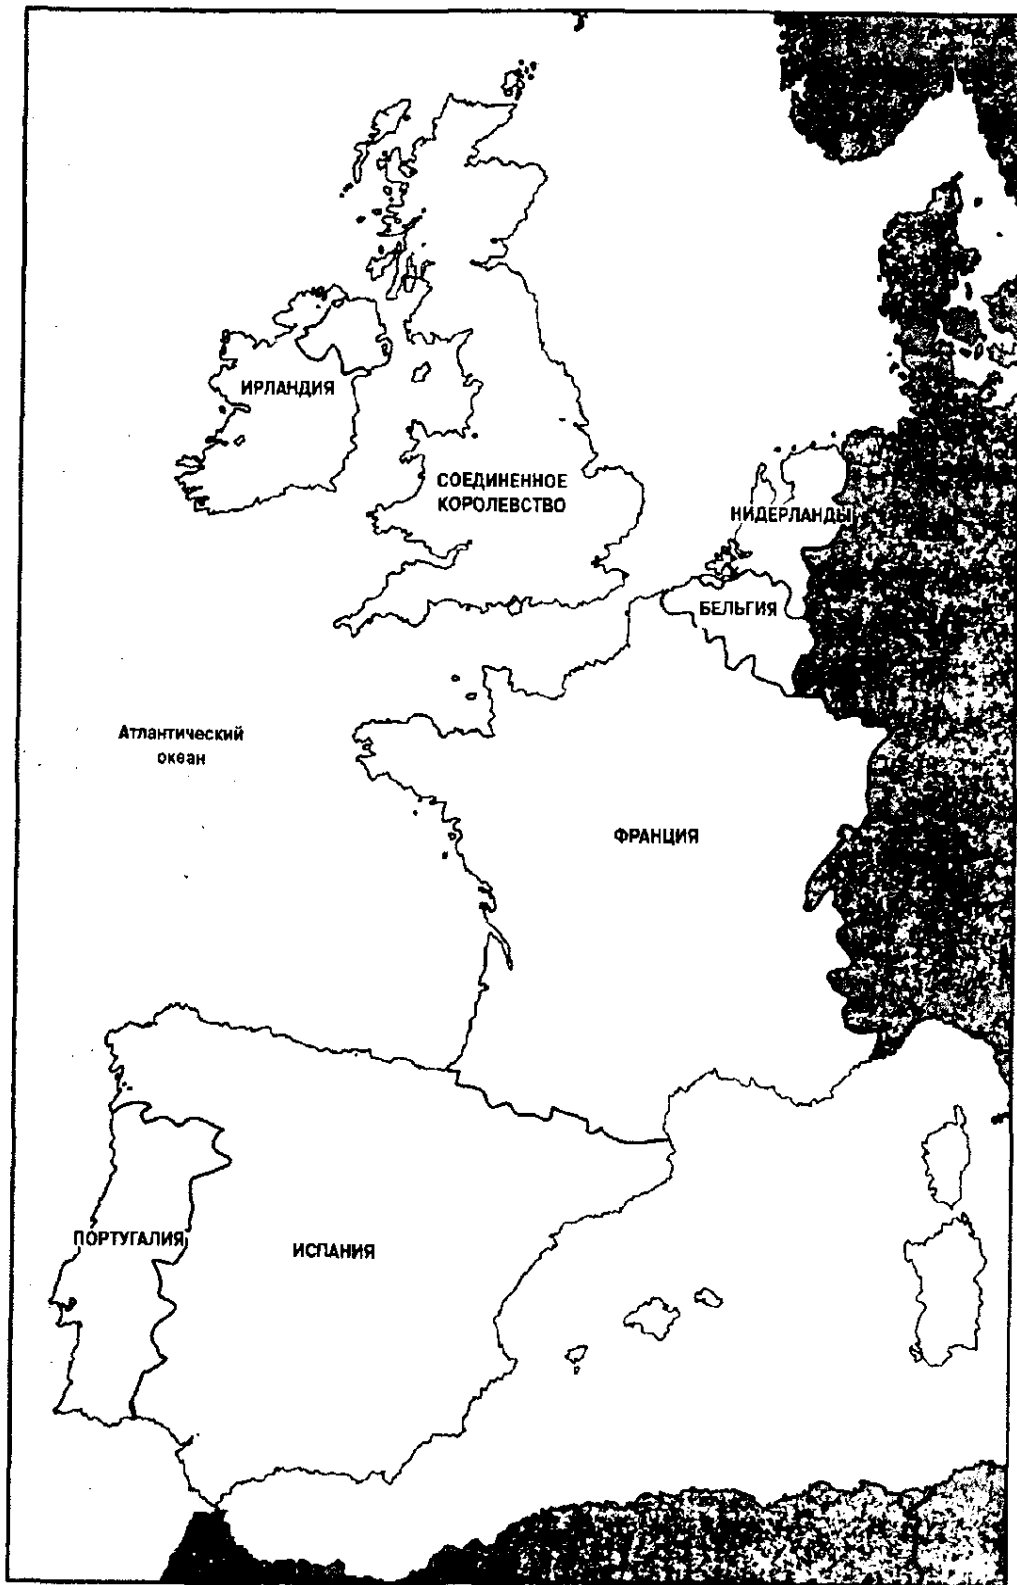 ИРЛАНДИЯ
СОЕДИНЕННОЕ
КОРОЛЕВСТВО
НИДЕРЛАНДЫ
БЕЛЬГИЯ
Атлантический
океан
ФРАНЦИЯ
ПОРТУГАЛИЯ
ИСПАНИЯ